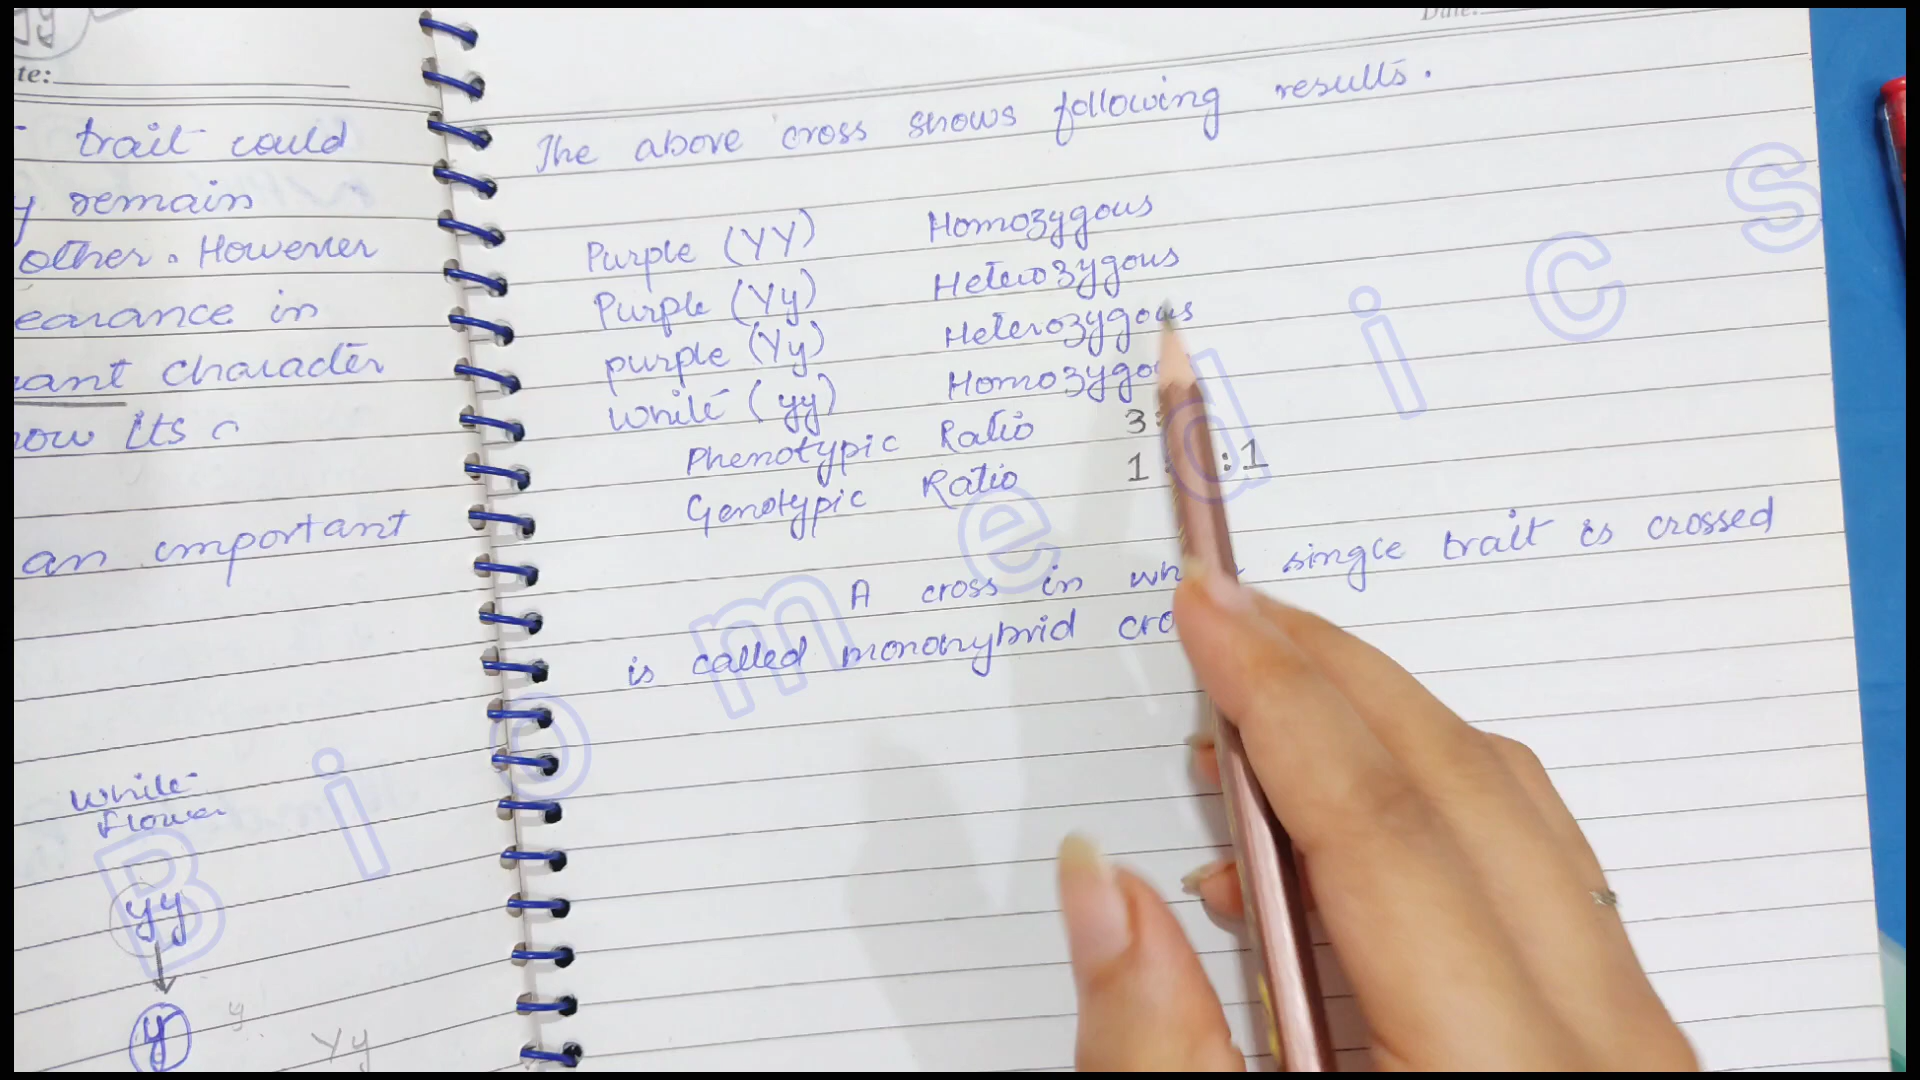 te:
trait could
remain
other. However
earance in
ant character
ow its
an important
White
flower
yy
y
y
Yy
Date:
The above cross shows following results.
Purple (YY) Homozygous
Purple (Yy) Heterozygous
purple (Yy) Heterozygous
White (yy) Homozygo
Phenotypic Ratio 3:
Genotypic Ratio 1 :1
A cross in wh single trait is crossed
is called monohybrid cro
Biomedics